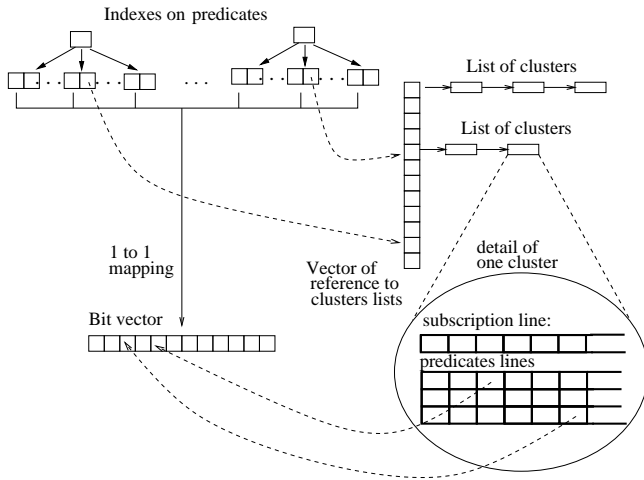 Indexes on predicates
List of clusters
List of clusters
1 to 1
mapping
Vector of
reference to
clusters lists
detail of
one cluster
Bit vector
subscription line:
predicates lines